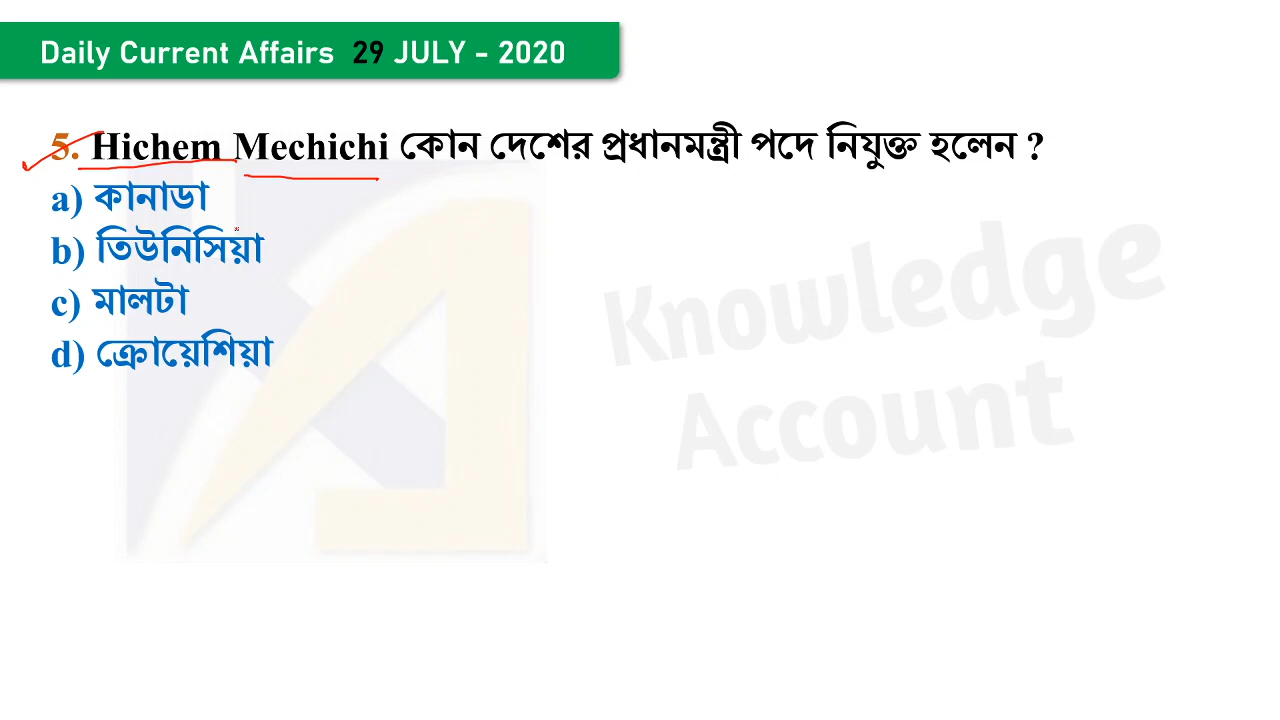 Daily Current Affairs 29 JULY - 2020
5. Hichem Mechichi কোন দেশের প্রধানমন্ত্রী পদে নিযুক্ত হলেন ?
a) কানাডা
b) তিউনিসিয়া
c) মালটা
d) ক্রোয়েশিয়া
Knowledge
Account